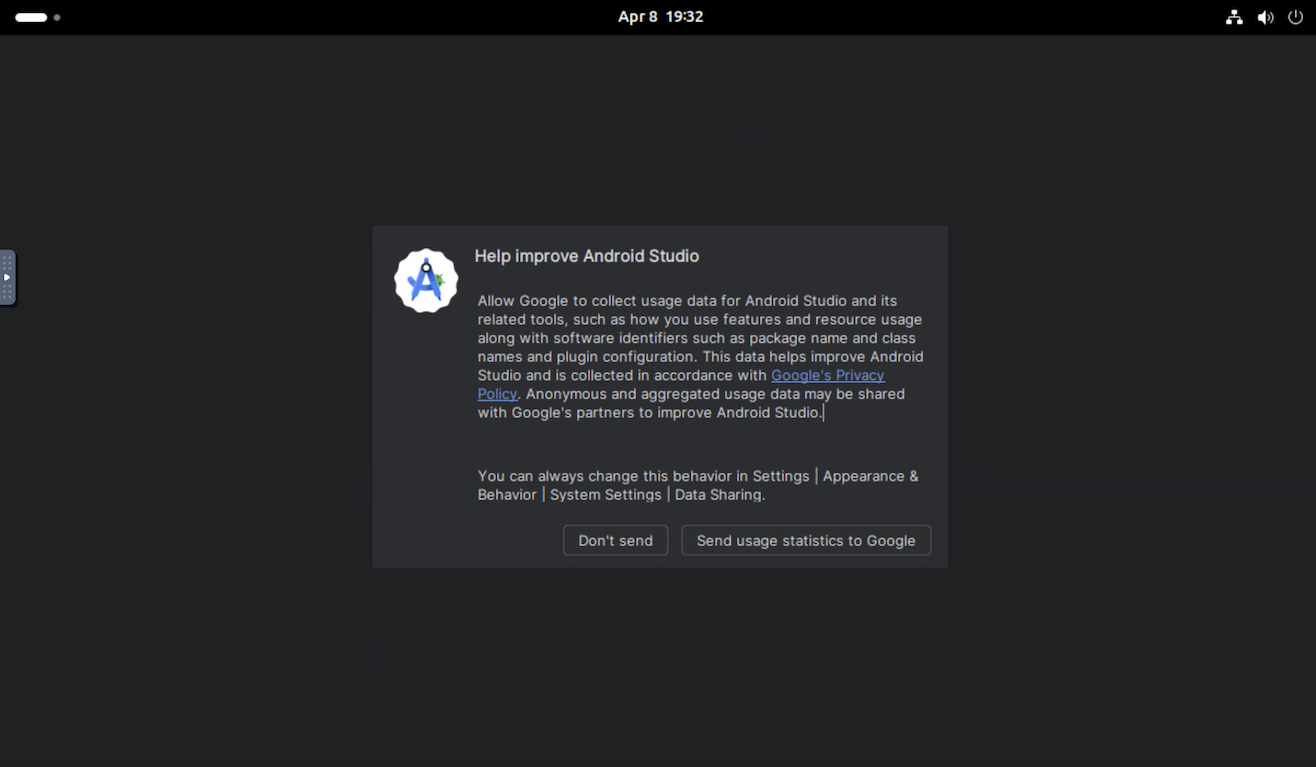 Apr 8 19:32
Help improve Android Studio
Allow Google to collect usage data for Android Studio and its
related tools, such as how you use features and resource usage
along with software identifiers such as package name and class
names and plugin configuration. This data helps improve Android
Studio and is collected in accordance with Google's Privacy
Policy. Anonymous and aggregated usage data may be shared
with Google's partners to improve Android Studio.
You can always change this behavior in Settings | Appearance &
Behavior | System Settings | Data Sharing.
Don't send
Send usage statistics to Google